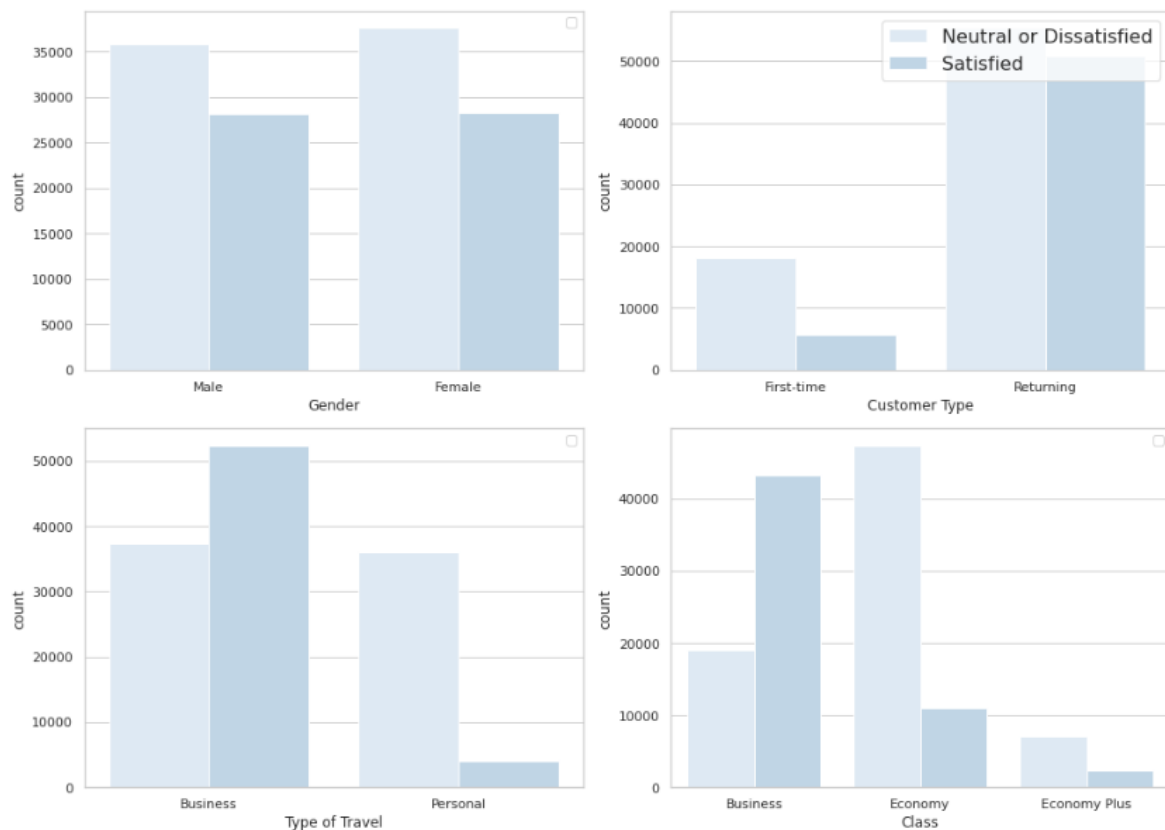 35000
30000
25000
20000
15000
10000
5000
0
count
Male
Female
Gender
Neutral or Dissatisfied
Satisfied
50000
40000
30000
20000
10000
0
count
First-time
Returning
Customer Type
50000
40000
30000
20000
10000
0
count
Business
Personal
Type of Travel
40000
30000
20000
10000
0
count
Business
Economy
Economy Plus
Class